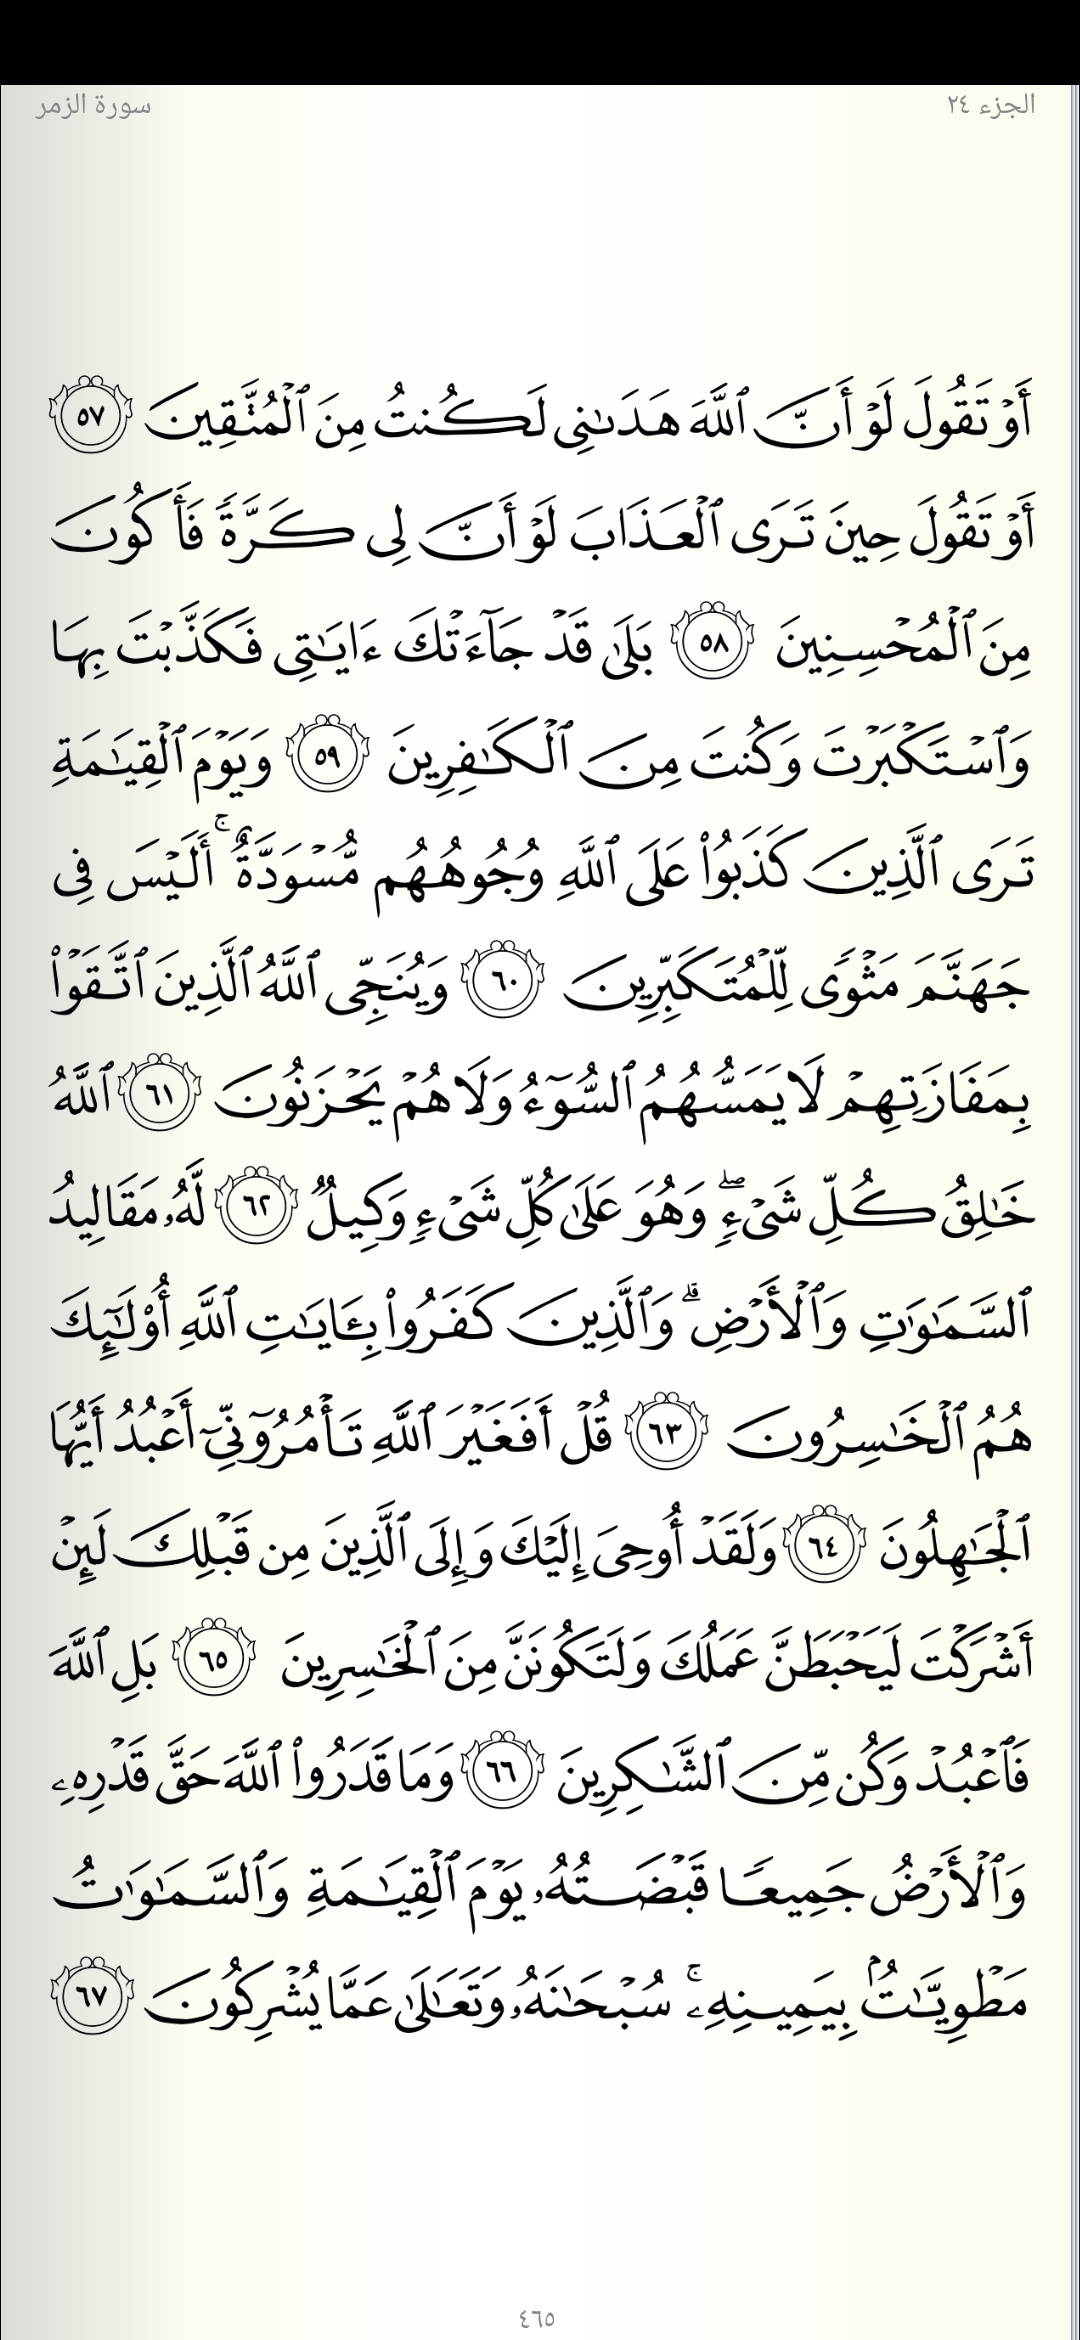 الجزء ٢٤
سورة الزمر
أَوْ تَقُولَ لَوْ أَنَّ ٱللَّهَ هَدَىٰنِى لَكُنتُ مِنَ ٱلْمُتَّقِينَ ٥٧
أَوْ تَقُولَ حِينَ تَرَى ٱلْعَذَابَ لَوْ أَنَّ لِى كَرَّةً فَأَكُونَ
مِنَ ٱلْمُحْسِنِينَ ٥٨ بَلَىٰ قَدْ جَآءَتْكَ ءَايَـٰتِى فَكَذَّبْتَ بِهَا
وَٱسْتَكْبَرْتَ وَكُنتَ مِنَ ٱلْكَـٰفِرِينَ ٥٩ وَيَوْمَ ٱلْقِيَـٰمَةِ
تَرَى ٱلَّذِينَ كَذَبُوا۟ عَلَى ٱللَّهِ وُجُوهُهُم مُّسْوَدَّةٌ ۚ أَلَيْسَ فِى
جَهَنَّمَ مَثْوًى لِّلْمُتَكَبِّرِينَ ٦٠ وَيُنَجِّى ٱللَّهُ ٱلَّذِينَ ٱتَّقَوْا۟
بِمَفَازَتِهِمْ لَا يَمَسُّهُمُ ٱلسُّوٓءُ وَلَا هُمْ يَحْزَنُونَ ٦١ ٱللَّهُ
خَـٰلِقُ كُلِّ شَىْءٍ ۖ وَهُوَ عَلَىٰ كُلِّ شَىْءٍ وَكِيلٌ ٦٢ لَّهُۥ مَقَالِيدُ
ٱلسَّمَـٰوَٰتِ وَٱلْأَرْضِ ۗ وَٱلَّذِينَ كَفَرُوا۟ بِـَٔايَـٰتِ ٱللَّهِ أُو۟لَـٰٓئِكَ
هُمُ ٱلْخَـٰسِرُونَ ٦٣ قُلْ أَفَغَيْرَ ٱللَّهِ تَأْمُرُوٓنِّىٓ أَعْبُدُ أَيُّهَا
ٱلْجَـٰهِلُونَ ٦٤ وَلَقَدْ أُوحِىَ إِلَيْكَ وَإِلَى ٱلَّذِينَ مِن قَبْلِكَ لَئِنْ
أَشْرَكْتَ لَيَحْبَطَنَّ عَمَلُكَ وَلَتَكُونَنَّ مِنَ ٱلْخَـٰسِرِينَ ٦٥ بَلِ ٱللَّهَ
فَٱعْبُدْ وَكُن مِّنَ ٱلشَّـٰكِرِينَ ٦٦ وَمَا قَدَرُوا۟ ٱللَّهَ حَقَّ قَدْرِهِۦ
وَٱلْأَرْضُ جَمِيعًا قَبْضَتُهُۥ يَوْمَ ٱلْقِيَـٰمَةِ وَٱلسَّمَـٰوَٰتُ
مَطْوِيَّـٰتٌۢ بِيَمِينِهِۦ ۚ سُبْحَـٰنَهُۥ وَتَعَـٰلَىٰ عَمَّا يُشْرِكُونَ ٦٧
٤٦٥